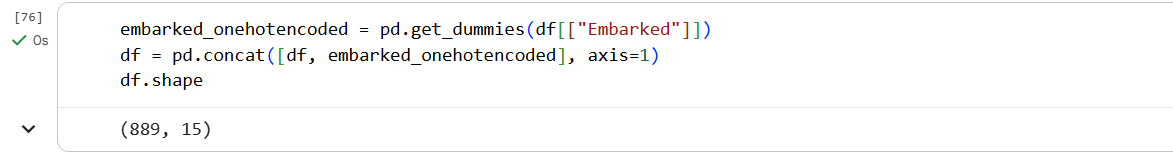 [76]
0s
embarked_onehotencoded = pd.get_dummies(df[["Embarked"]])
df = pd.concat([df, embarked_onehotencoded], axis=1)
df.shape
(889, 15)